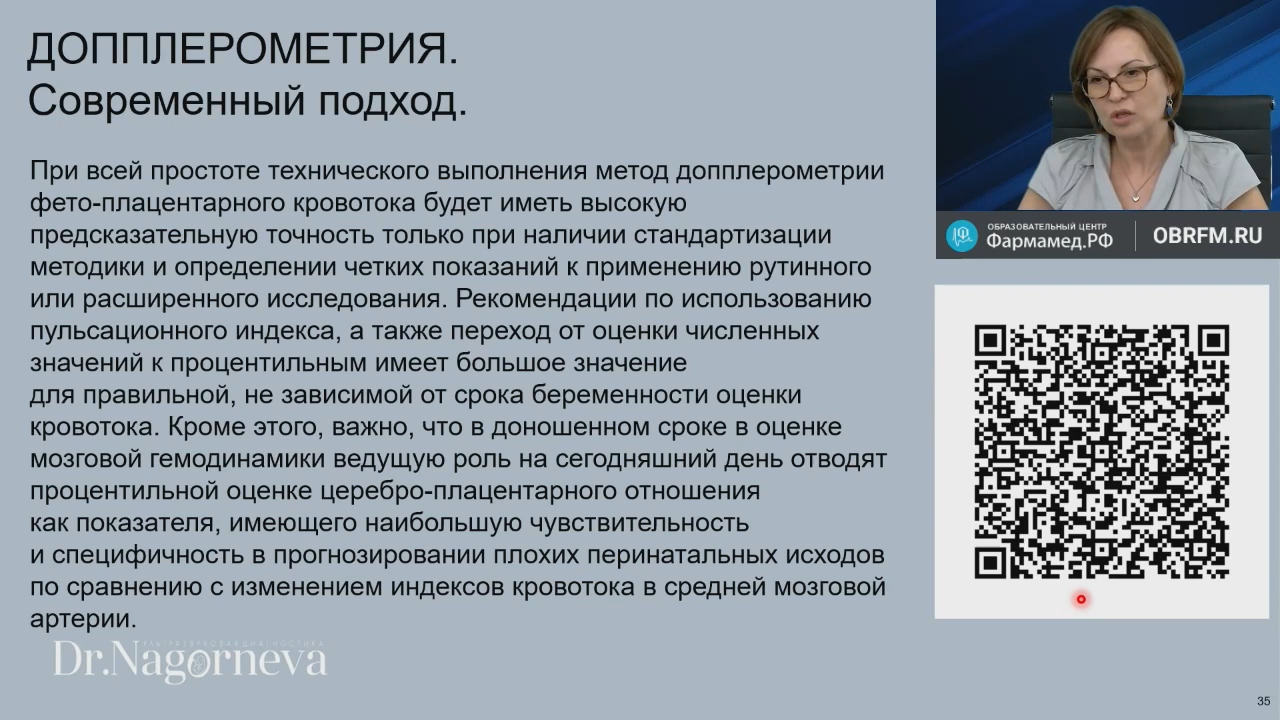 ДОППЛЕРОМЕТРИЯ.
Современный подход.
При всей простоте технического выполнения метод допплерометрии
фето-плацентарного кровотока будет иметь высокую
предсказательную точность только при наличии стандартизации
методики и определении четких показаний к применению рутинного
или расширенного исследования. Рекомендации по использованию
пульсационного индекса, а также переход от оценки численных
значений к процентильным имеет большое значение
для правильной, не зависимой от срока беременности оценки
кровотока. Кроме этого, важно, что в доношенном сроке в оценке
мозговой гемодинамики ведущую роль на сегодняшний день отводят
процентильной оценке церебро-плацентарного отношения
как показателя, имеющего наибольшую чувствительность
и специфичность в прогнозировании плохих перинатальных исходов
по сравнению с изменением индексов кровотока в средней мозговой
артерии.
Dr.Nagorneva
ОБРАЗОВАТЕЛЬНЫЙ ЦЕНТР
Фармамед.РФ
OBRFM.RU
35